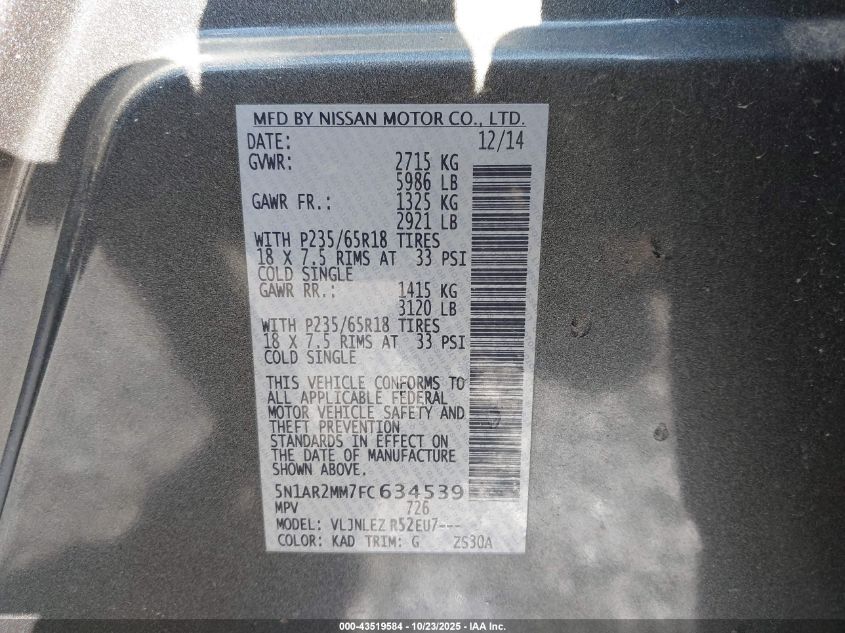 MFD BY NISSAN MOTOR CO., LTD.
DATE: 12/14
GVWR: 2715 KG
5986 LB
GAWR FR.: 1325 KG
2921 LB
WITH P235/65R18 TIRES
18 X 7.5 RIMS AT 33 PSI
COLD SINGLE
GAWR RR.: 1415 KG
3120 LB
WITH P235/65R18 TIRES
18 X 7.5 RIMS AT 33 PSI
COLD SINGLE
THIS VEHICLE CONFORMS TO
ALL APPLICABLE FEDERAL
MOTOR VEHICLE SAFETY AND
THEFT PREVENTION
STANDARDS IN EFFECT ON
THE DATE OF MANUFACTURE
SHOWN ABOVE.
5N1AR2MM7FC634539
MPV 726
MODEL: VLJNLEZ R52EU7---
COLOR: KAD TRIM: G ZS30A
000-43519584 - 10/23/2025 - IAA Inc.